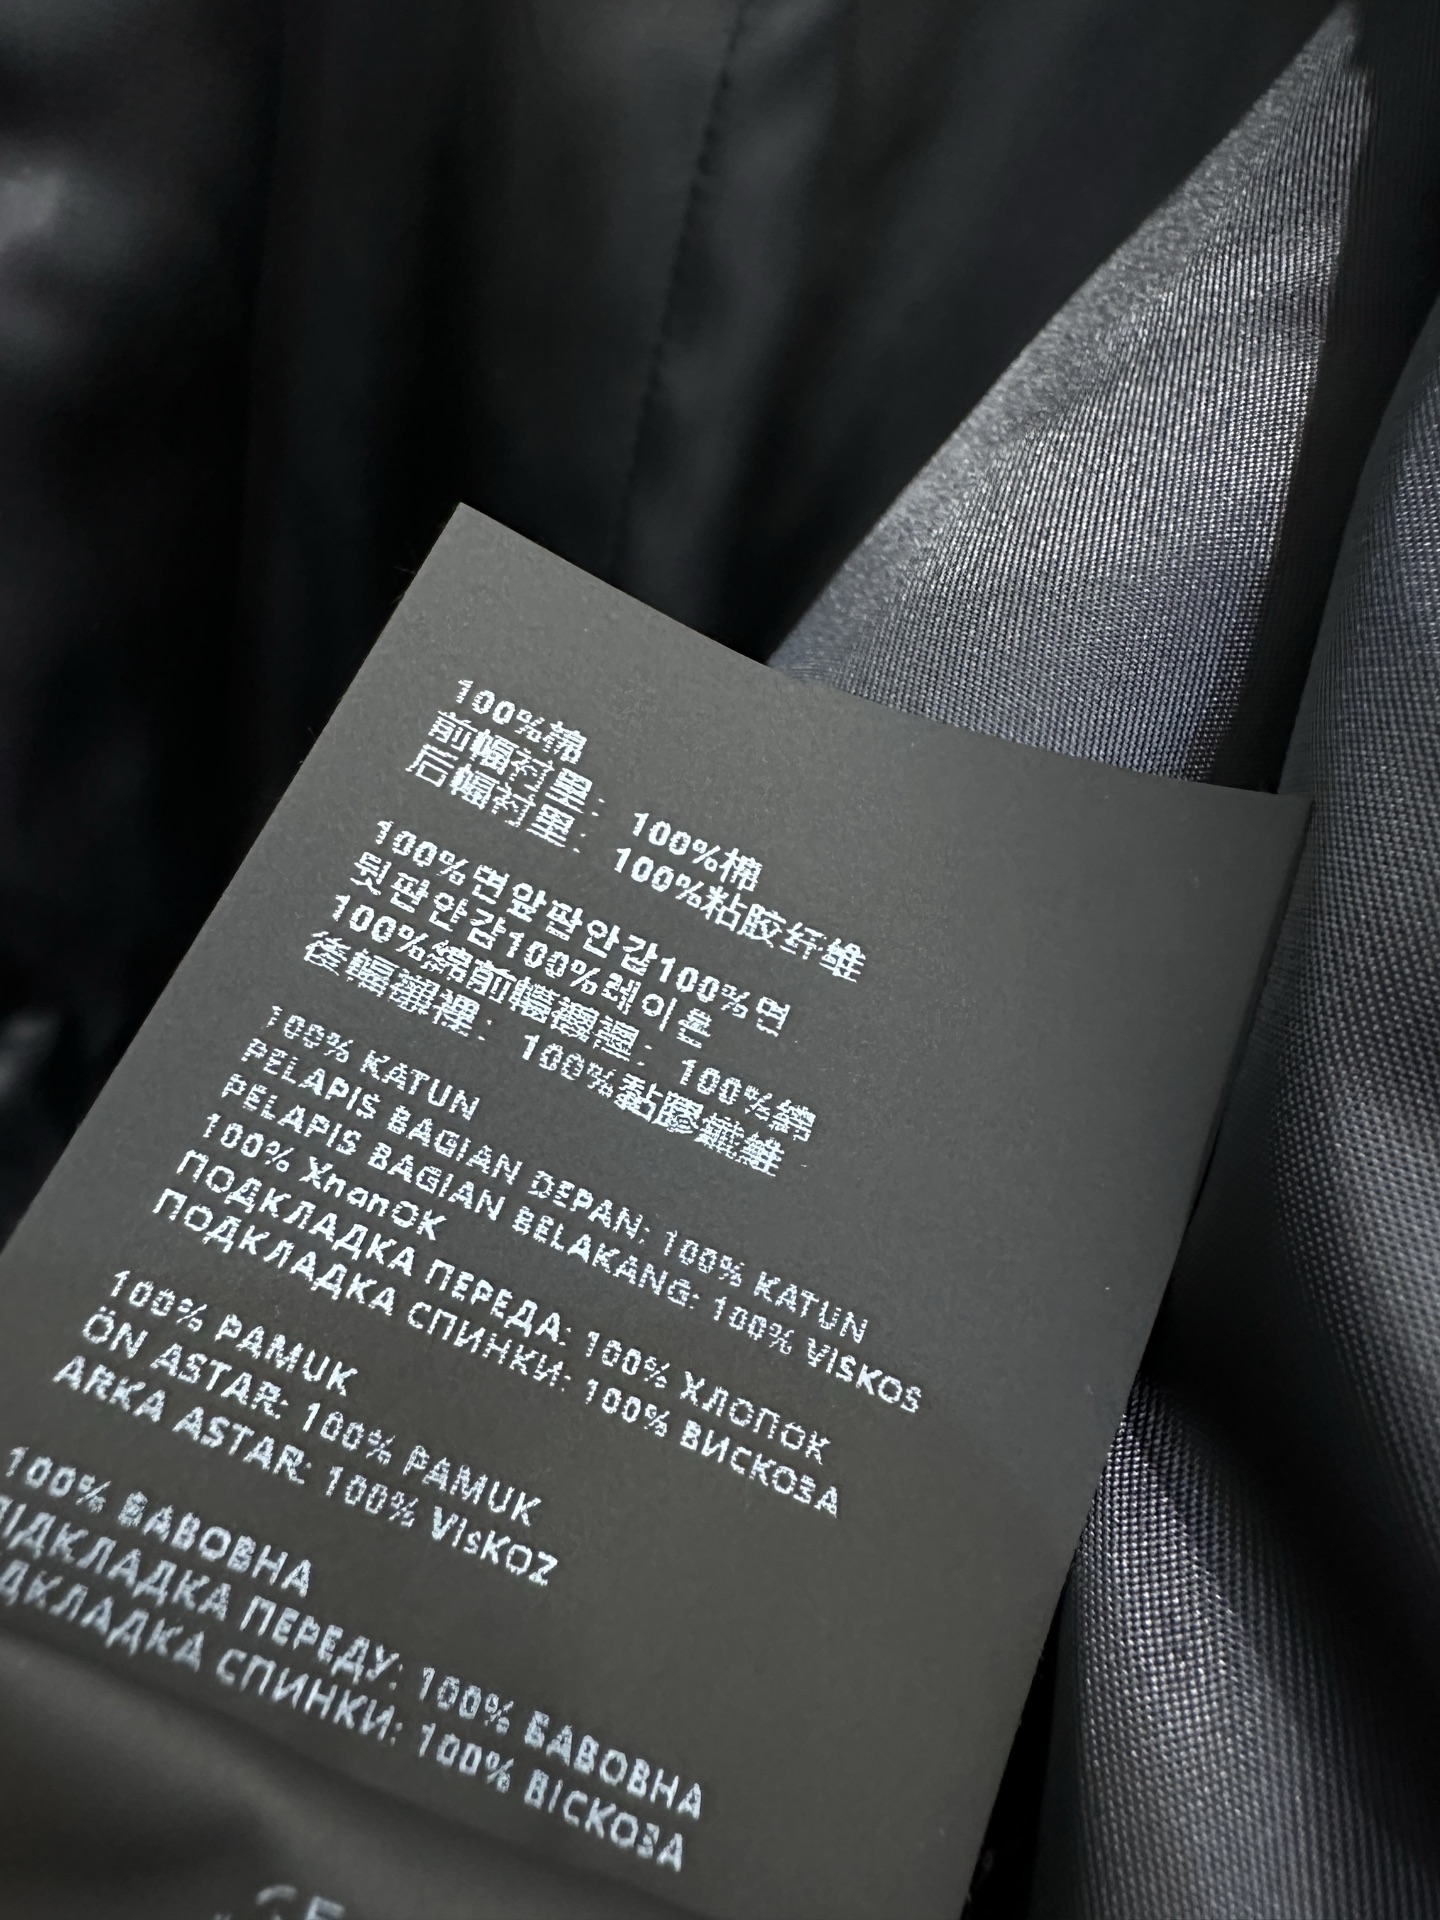 100%棉
前幅衬里: 100%棉
后幅衬里: 100%粘胶纤维
100%면앞판안감100%면
뒷판안감100%레이온
100%綿前幅襯裡: 100%綿
後幅襯裡: 100%黏膠纖維
100% KATUN
PELAPIS BAGIAN DEPAN: 100% KATUN
PELAPIS BAGIAN BELAKANG: 100% VISKOS
100% XnonOK
ПОДКЛАДКА ПЕРЕДА: 100% ХЛОПОК
ПОДКЛАДКА СПИНКИ: 100% ВИСКОЗА
100% PAMUK
ÖN ASTAR: 100% PAMUK
ARKA ASTAR: 100% VIsKOZ
100% БАВОВНА
ІДКЛАДКА ПЕРЕДУ: 100% БАВОВНА
ДКЛАДКА СПИНКИ: 100% ВІСКОЗА